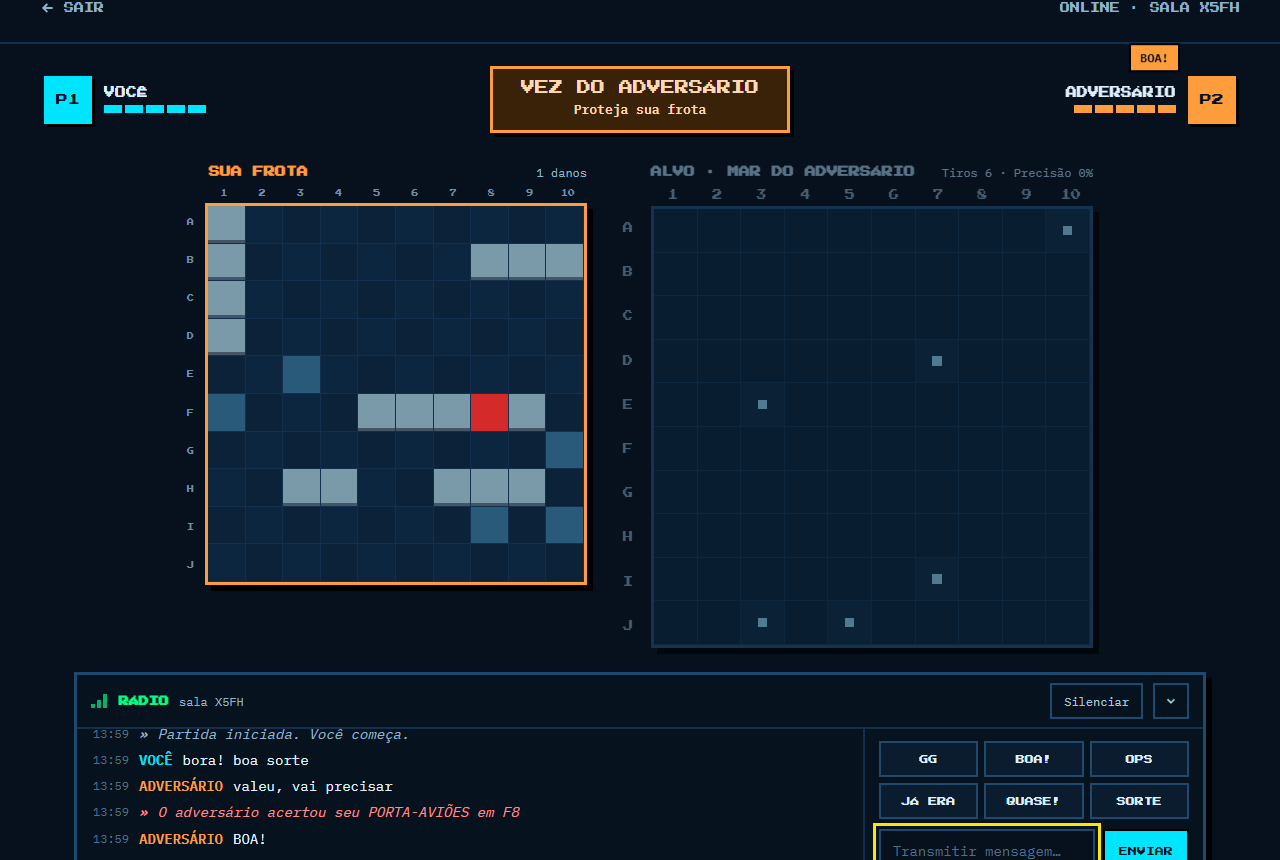 ← SAIR
ONLINE · SALA X5FH
BOA!
P1
VOCÊ
VEZ DO ADVERSÁRIO
Proteja sua frota
ADVERSÁRIO
P2
SUA FROTA
1 danos
1 2 3 4 5 6 7 8 9 10
A
B
C
D
E
F
G
H
I
J
ALVO · MAR DO ADVERSÁRIO
Tiros 6 · Precisão 0%
1 2 3 4 5 6 7 8 9 10
A
B
C
D
E
F
G
H
I
J
RÁDIO sala X5FH
Silenciar
13:59 » Partida iniciada. Você começa.
13:59 VOCÊ bora! boa sorte
13:59 ADVERSÁRIO valeu, vai precisar
13:59 » O adversário acertou seu PORTA-AVIÕES em F8
13:59 ADVERSÁRIO BOA!
GG BOA! OPS
JÁ ERA QUASE! SORTE
Transmitir mensagem…
ENVIAR